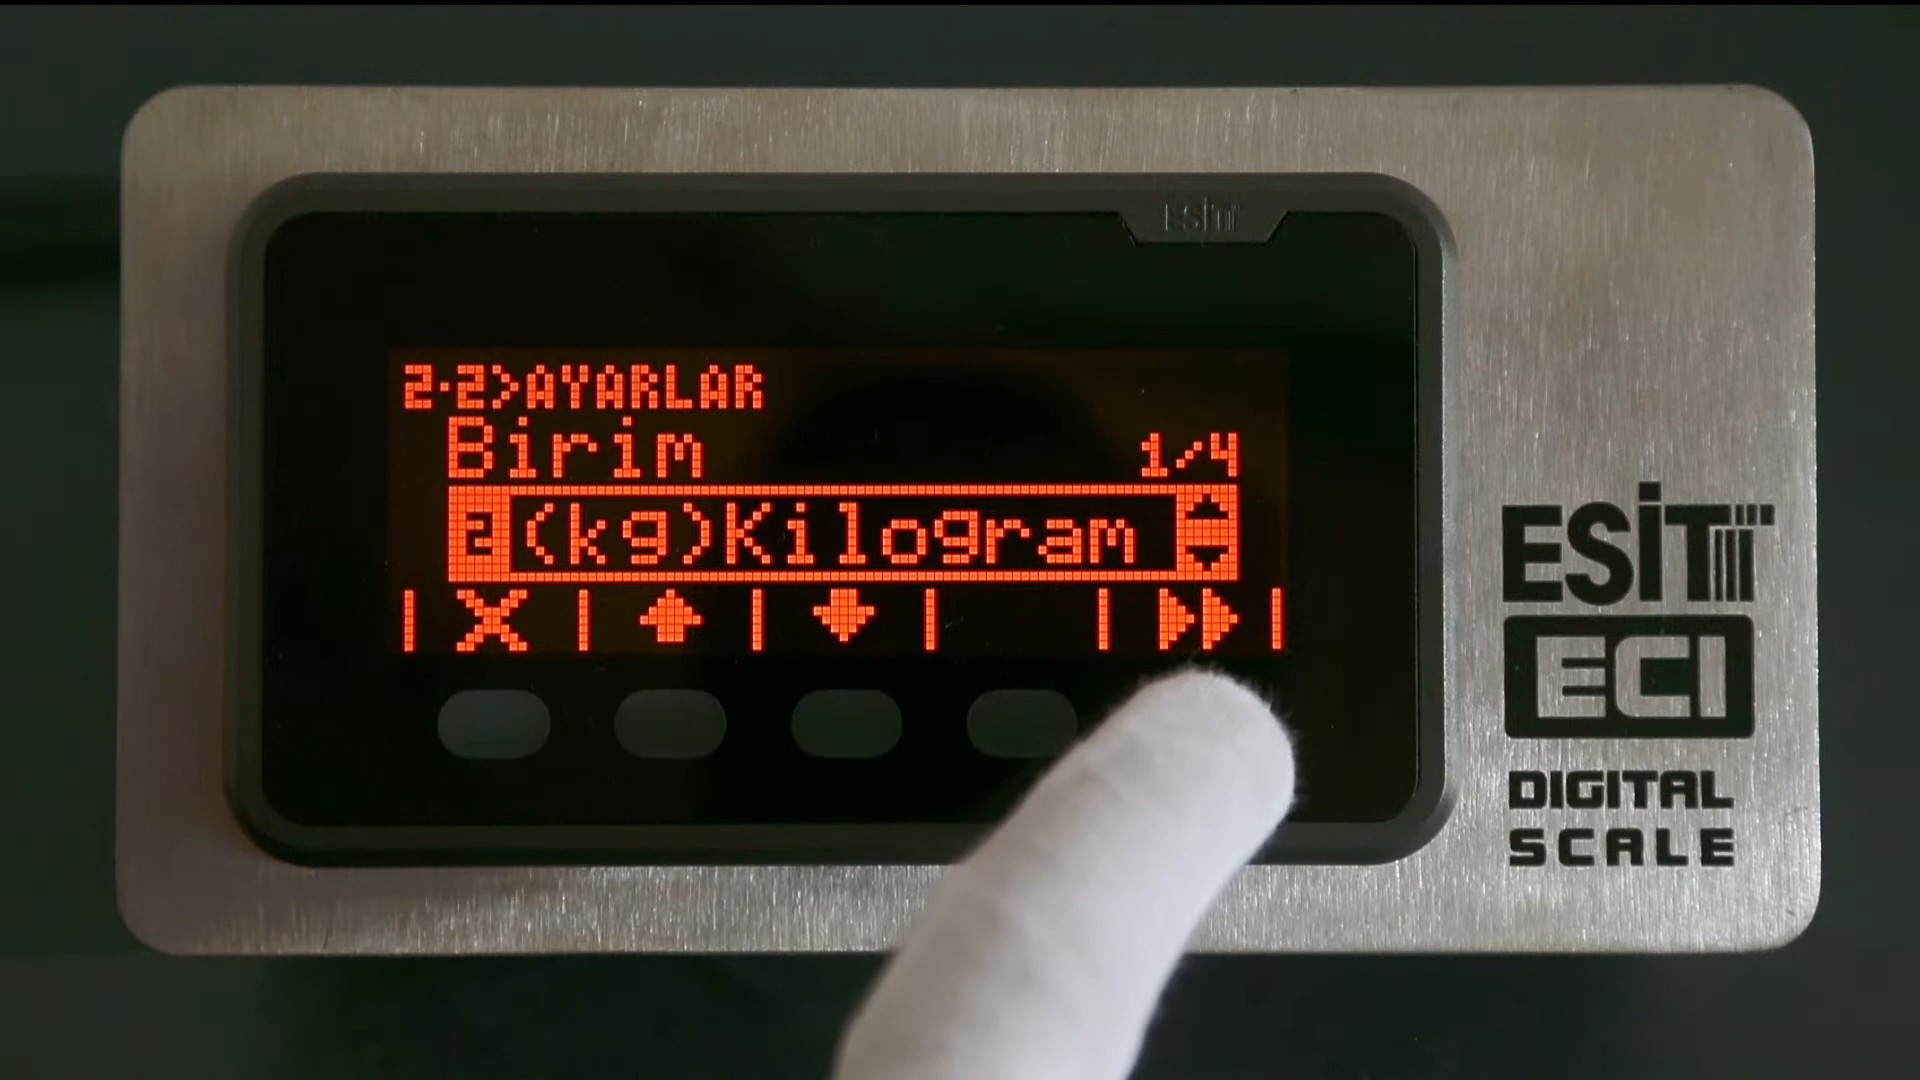 ESİT
2-2>AYARLAR
Birim 1/4
2 (kg)Kilogram
ESİT
ECI
DIGITAL
SCALE